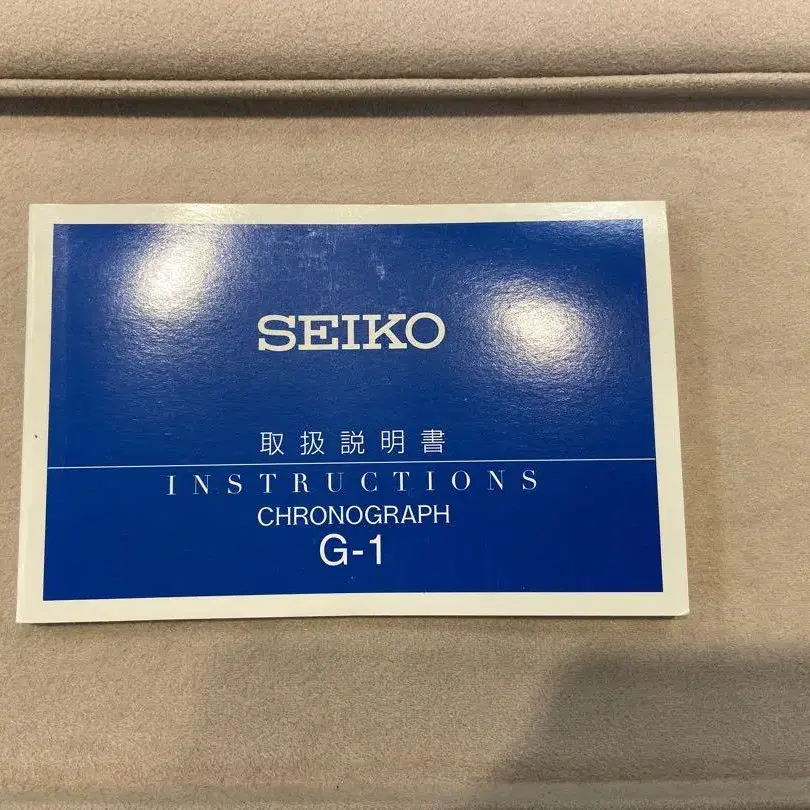 SEIKO
取扱説明書
INSTRUCTIONS
CHRONOGRAPH
G-1